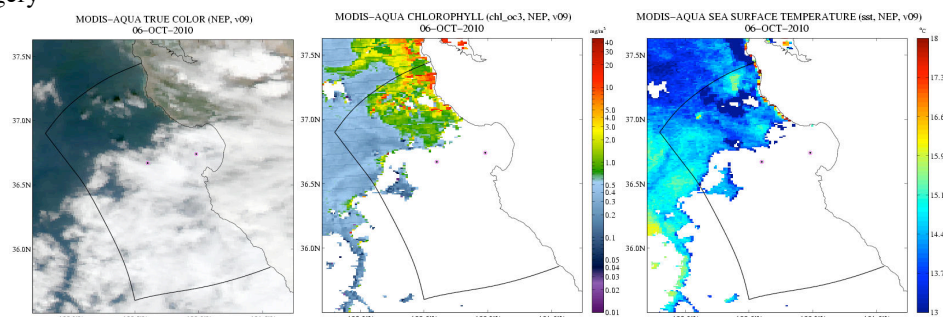 gery
MODIS-AQUA TRUE COLOR (NEP, v09)
06-OCT-2010
37.5N
37.0N
36.5N
36.0N
MODIS-AQUA CHLOROPHYLL (chl_oc3, NEP, v09)
06-OCT-2010
37.5N
37.0N
36.5N
36.0N
mg/m³
40
30
20
10
5.0
3.0
2.0
1.0
0.5
0.4
0.3
0.2
0.1
0.05
0.04
0.03
0.02
0.01
MODIS-AQUA SEA SURFACE TEMPERATURE (sst, NEP, v09)
06-OCT-2010
37.5N
37.0N
36.5N
36.0N
°C
18
17.3
16.6
15.1
14.4
13.7
13